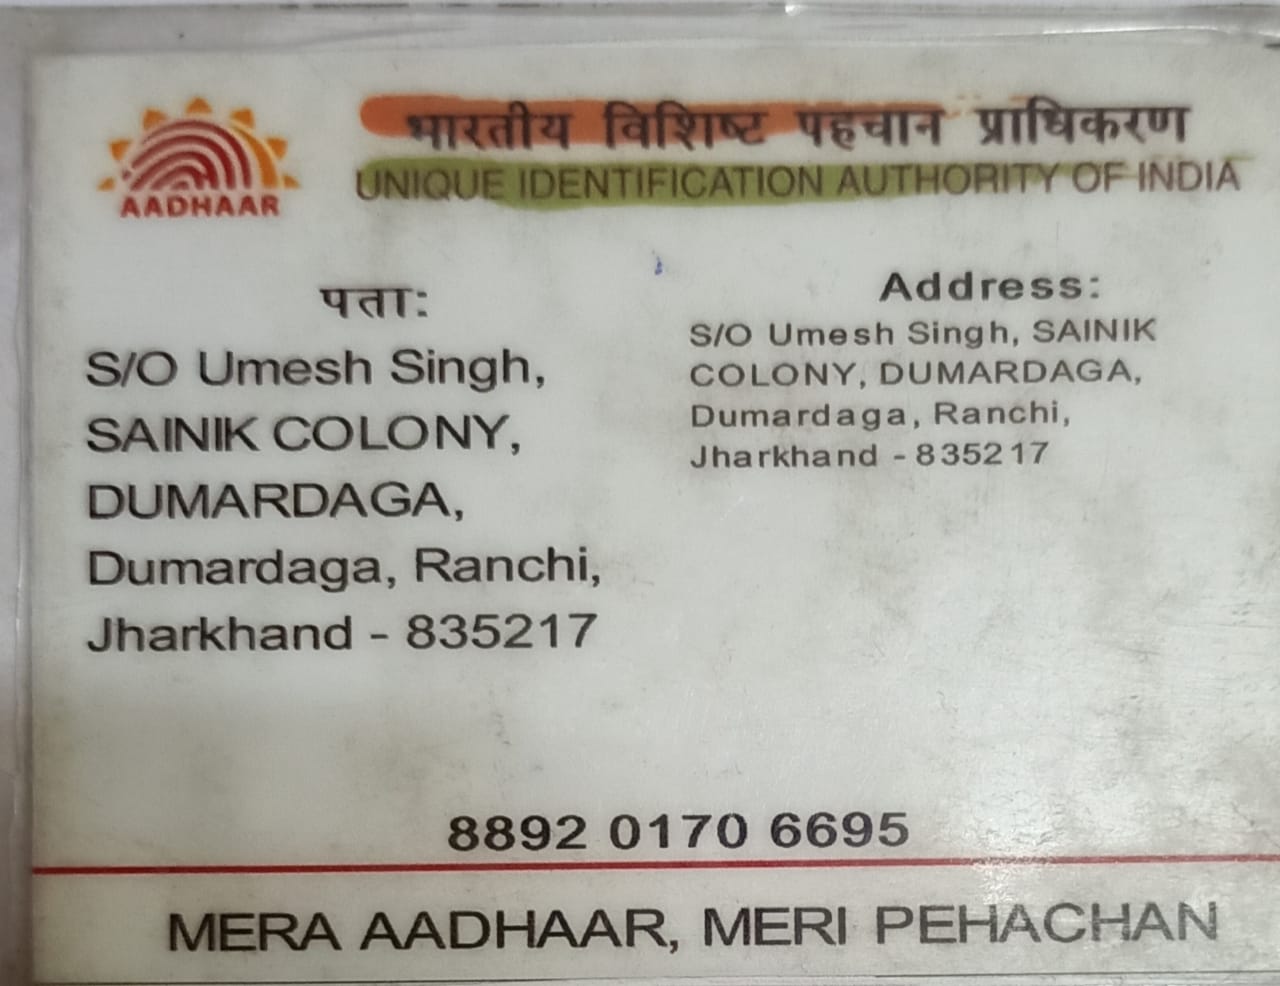 AADHAAR
भारतीय विशिष्ट पहचान प्राधिकरण
UNIQUE IDENTIFICATION AUTHORITY OF INDIA
पता:
S/O Umesh Singh,
SAINIK COLONY,
DUMARDAGA,
Dumardaga, Ranchi,
Jharkhand - 835217
Address:
S/O Umesh Singh, SAINIK
COLONY, DUMARDAGA,
Dumardaga, Ranchi,
Jharkhand - 835217
8892 0170 6695
MERA AADHAAR, MERI PEHACHAN